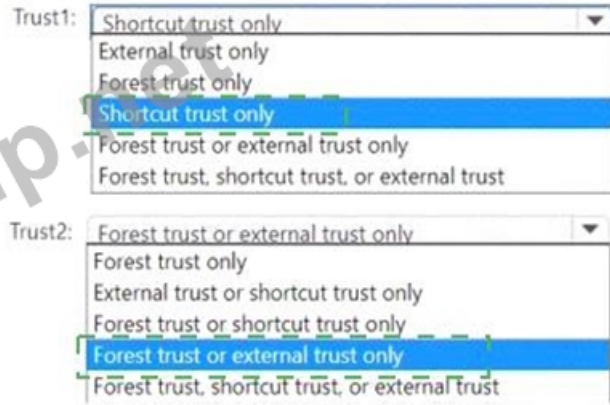 Trust1: Shortcut trust only
External trust only
Forest trust only
Shortcut trust only
Forest trust or external trust only
Forest trust, shortcut trust, or external trust
Trust2: Forest trust or external trust only
Forest trust only
External trust or shortcut trust only
Forest trust or shortcut trust only
Forest trust or external trust only
Forest trust, shortcut trust, or external trust
p.net